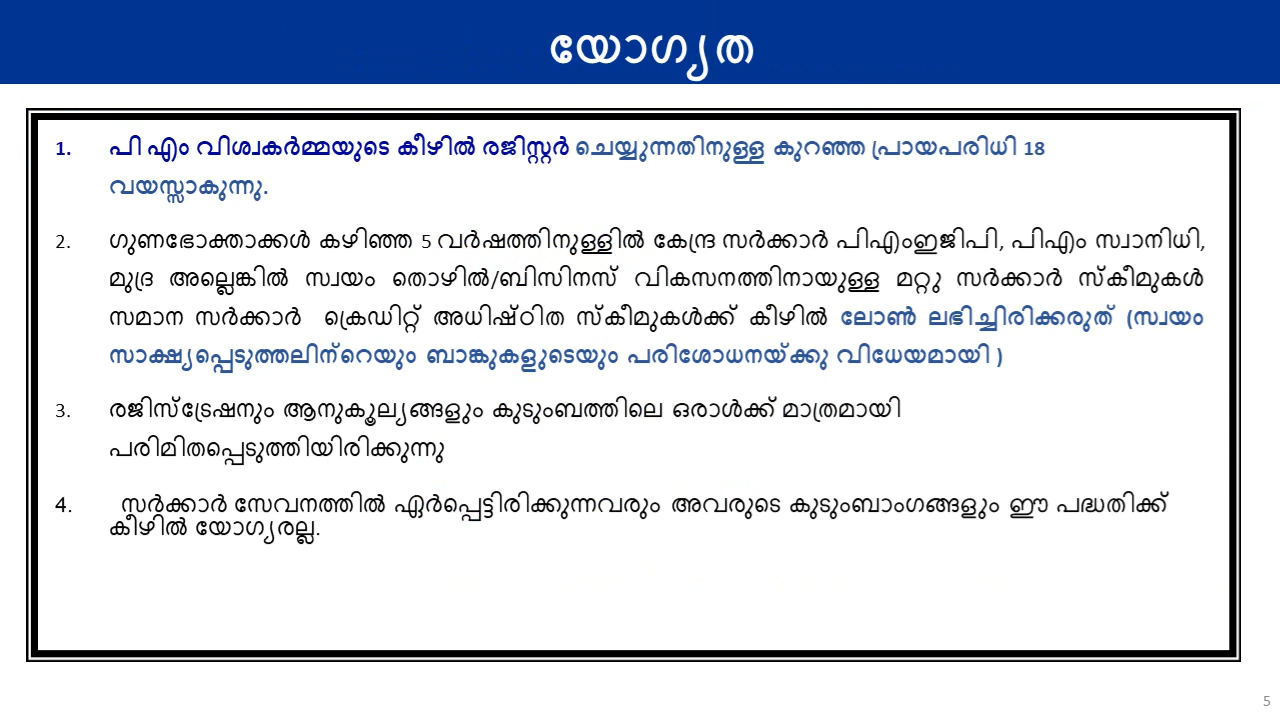 യോഗ്യത
1. പി എം വിശ്വകർമ്മയുടെ കീഴിൽ രജിസ്റ്റർ ചെയ്യുന്നതിനുള്ള കുറഞ്ഞ പ്രായപരിധി 18
വയസ്സാകുന്നു.
2. ഗുണഭോക്താക്കൾ കഴിഞ്ഞ 5 വർഷത്തിനുള്ളിൽ കേന്ദ്ര സർക്കാർ പിഎംഇജിപി, പിഎം സ്വാനിധി,
മുദ്ര അല്ലെങ്കിൽ സ്വയം തൊഴിൽ/ബിസിനസ് വികസനത്തിനായുള്ള മറ്റു സർക്കാർ സ്കീമുകൾ
സമാന സർക്കാർ ക്രെഡിറ്റ് അധിഷ്ഠിത സ്കീമുകൾക്ക് കീഴിൽ ലോൺ ലഭിച്ചിരിക്കരുത് (സ്വയം
സാക്ഷ്യപ്പെടുത്തലിന്റെയും ബാങ്കുകളുടെയും പരിശോധനയ്ക്കു വിധേയമായി )
3. രജിസ്ട്രേഷനും ആനുകൂല്യങ്ങളും കുടുംബത്തിലെ ഒരാൾക്ക് മാത്രമായി
പരിമിതപ്പെടുത്തിയിരിക്കുന്നു
4. സർക്കാർ സേവനത്തിൽ ഏർപ്പെട്ടിരിക്കുന്നവരും അവരുടെ കുടുംബാംഗങ്ങളും ഈ പദ്ധതിക്ക്
കീഴിൽ യോഗ്യരല്ല.
5